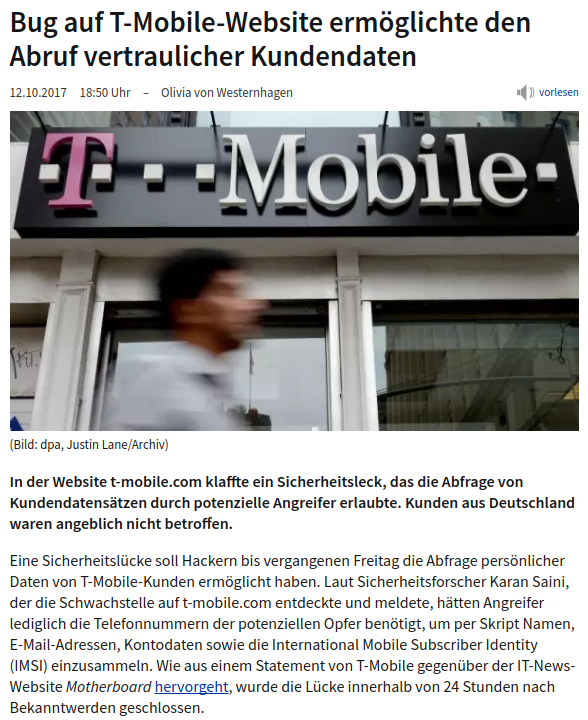 Bug auf T-Mobile-Website ermöglichte den
Abruf vertraulicher Kundendaten
12.10.2017 18:50 Uhr – Olivia von Westernhagen
vorlesen
T · · Mobile ·
(Bild: dpa, Justin Lane/Archiv)
In der Website t-mobile.com klaffte ein Sicherheitsleck, das die Abfrage von
Kundendatensätzen durch potenzielle Angreifer erlaubte. Kunden aus Deutschland
waren angeblich nicht betroffen.
Eine Sicherheitslücke soll Hackern bis vergangenen Freitag die Abfrage persönlicher
Daten von T-Mobile-Kunden ermöglicht haben. Laut Sicherheitsforscher Karan Saini,
der die Schwachstelle auf t-mobile.com entdeckte und meldete, hätten Angreifer
lediglich die Telefonnummern der potenziellen Opfer benötigt, um per Skript Namen,
E-Mail-Adressen, Kontodaten sowie die International Mobile Subscriber Identity
(IMSI) einzusammeln. Wie aus einem Statement von T-Mobile gegenüber der IT-News-
Website Motherboard hervorgeht, wurde die Lücke innerhalb von 24 Stunden nach
Bekanntwerden geschlossen.